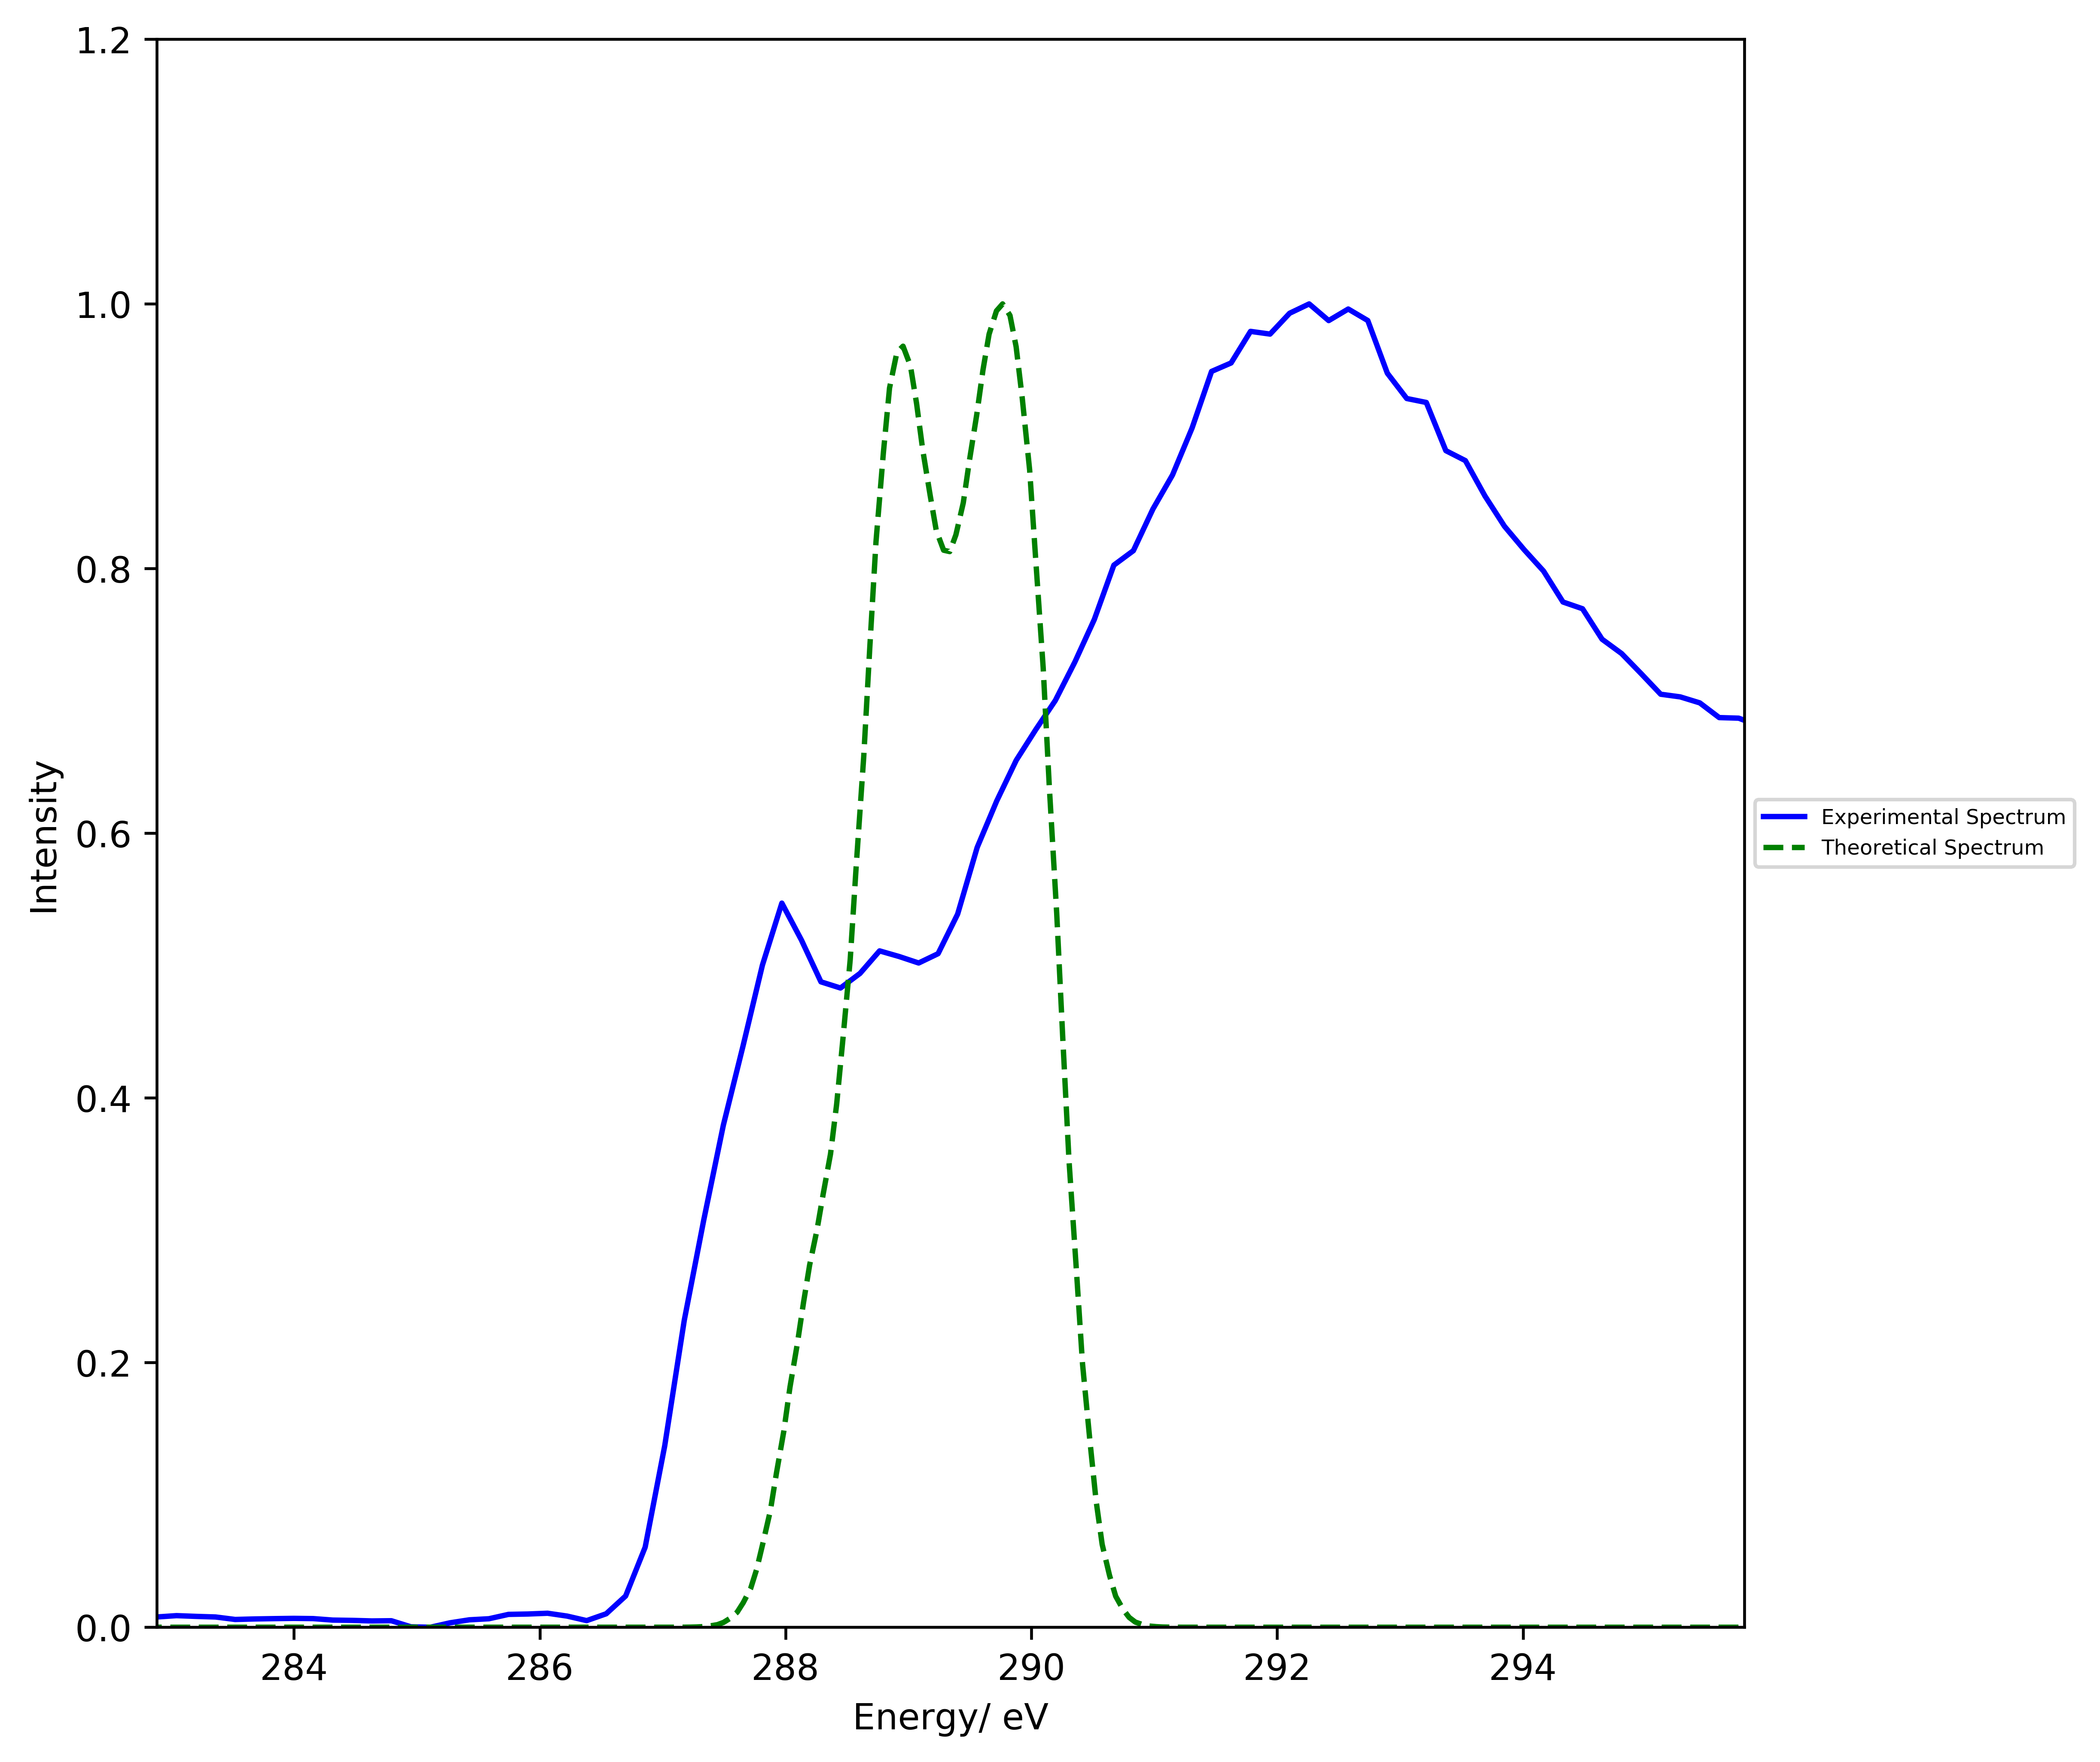 1.2
1.0
0.8
0.6
0.4
0.2
0.0
Intensity
284 286 288 290 292 294
Energy/ eV
Experimental Spectrum
Theoretical Spectrum